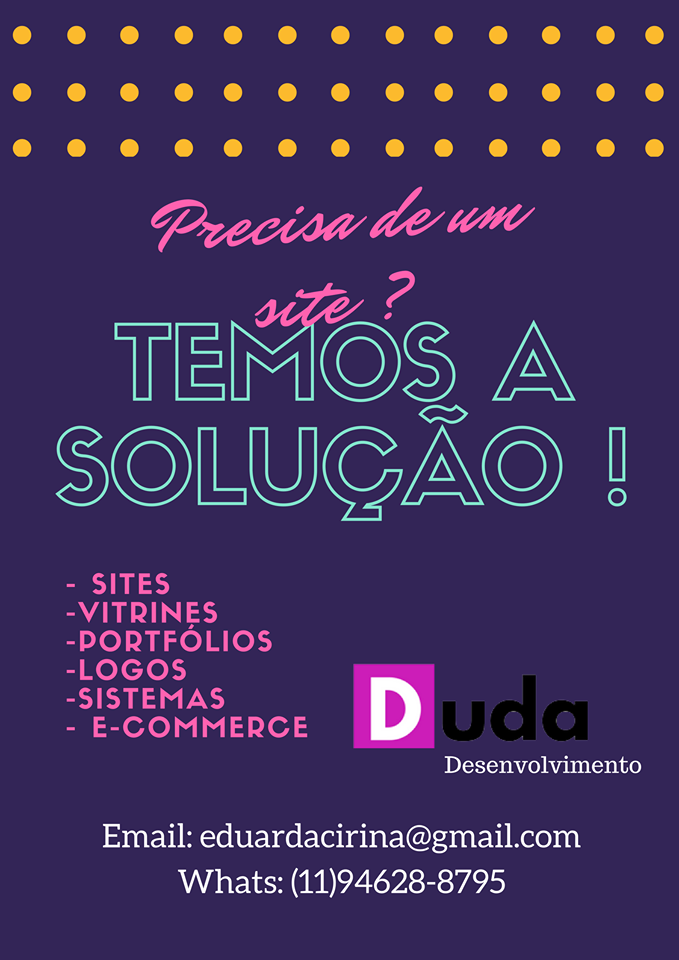 Precisa de um
site ?
TEMOS A
SOLUÇÃO !
- SITES
-VITRINES
-PORTFÓLIOS
-LOGOS
-SISTEMAS
- E-COMMERCE
Duda
Desenvolvimento
Email: eduardacirina@gmail.com
Whats: (11)94628-8795